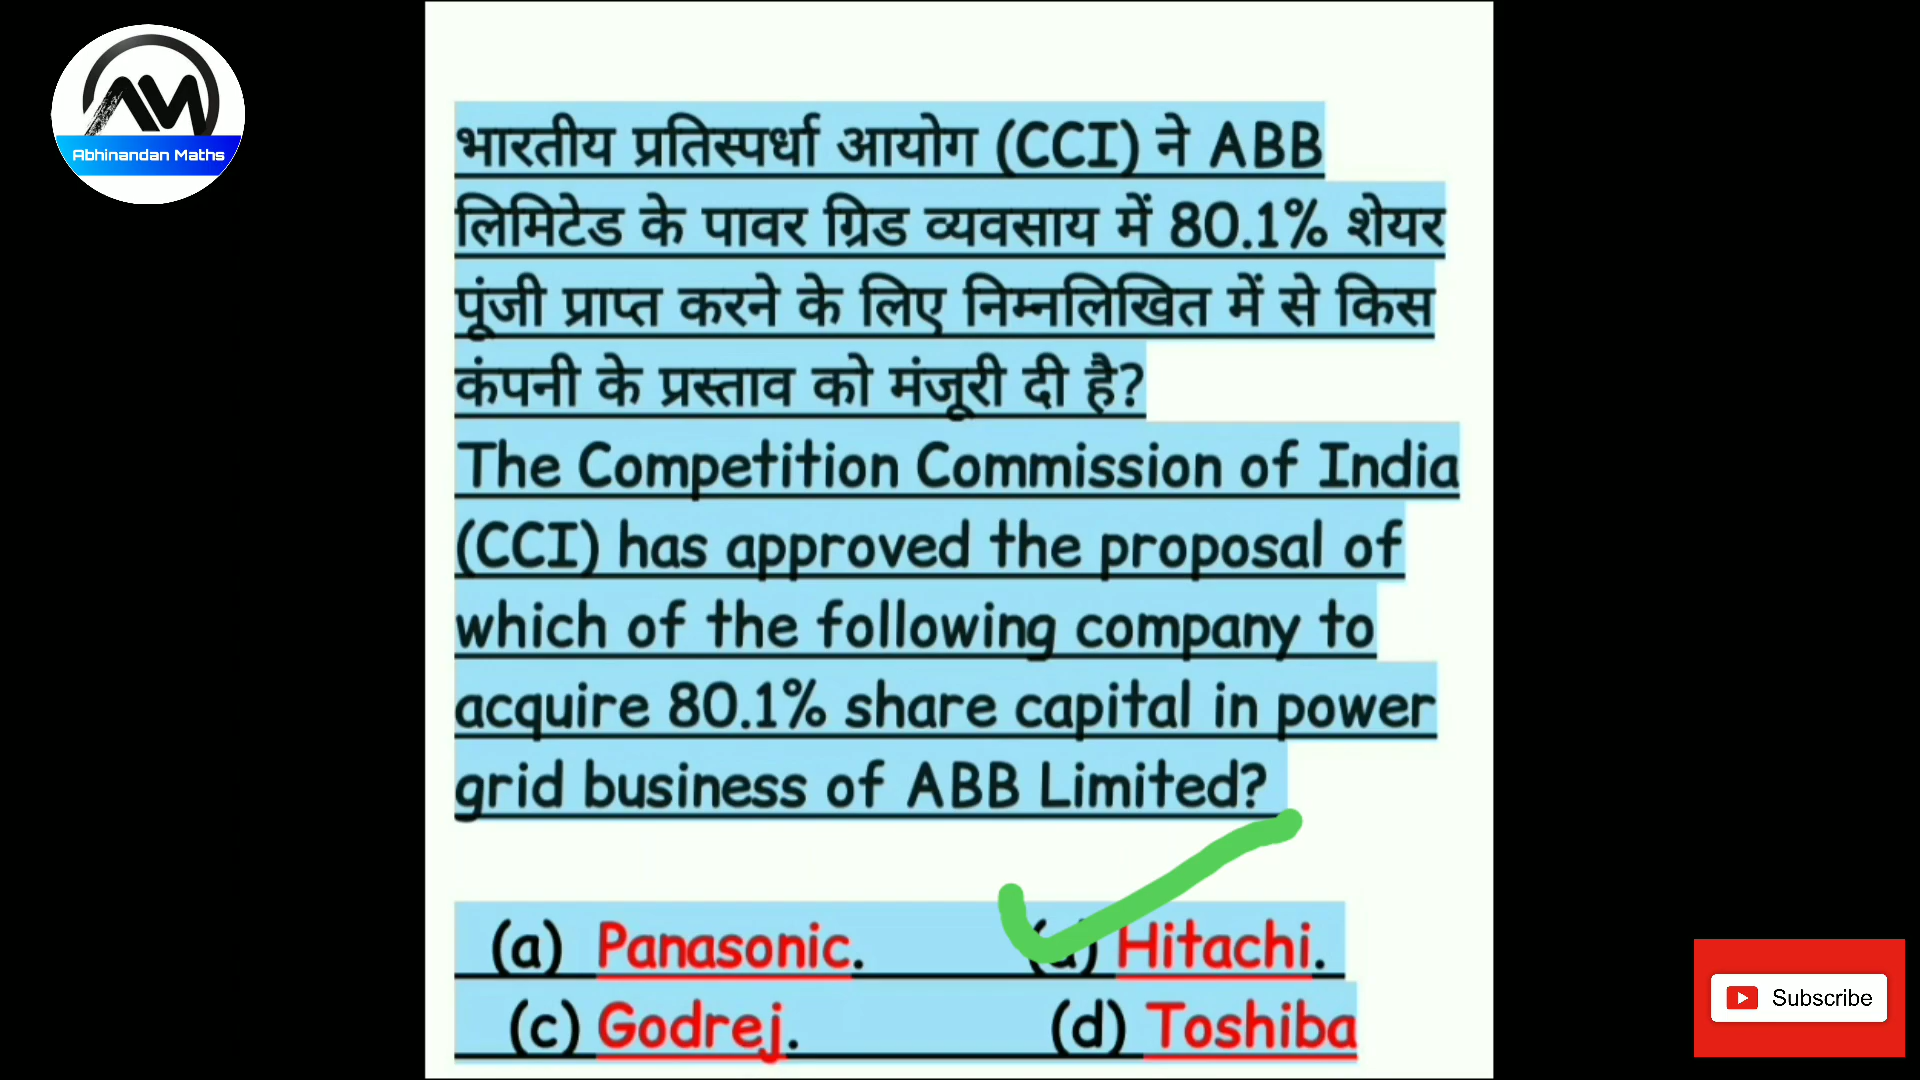 AM
Abhinandan Maths
भारतीय प्रतिस्पर्धा आयोग (CCI) ने ABB
लिमिटेड के पावर ग्रिड व्यवसाय में 80.1% शेयर
पूंजी प्राप्त करने के लिए निम्नलिखित में से किस
कंपनी के प्रस्ताव को मंजूरी दी है?
The Competition Commission of India
(CCI) has approved the proposal of
which of the following company to
acquire 80.1% share capital in power
grid business of ABB Limited?
(a) Panasonic. Hitachi.
(c) Godrej. (d) Toshiba
Subscribe